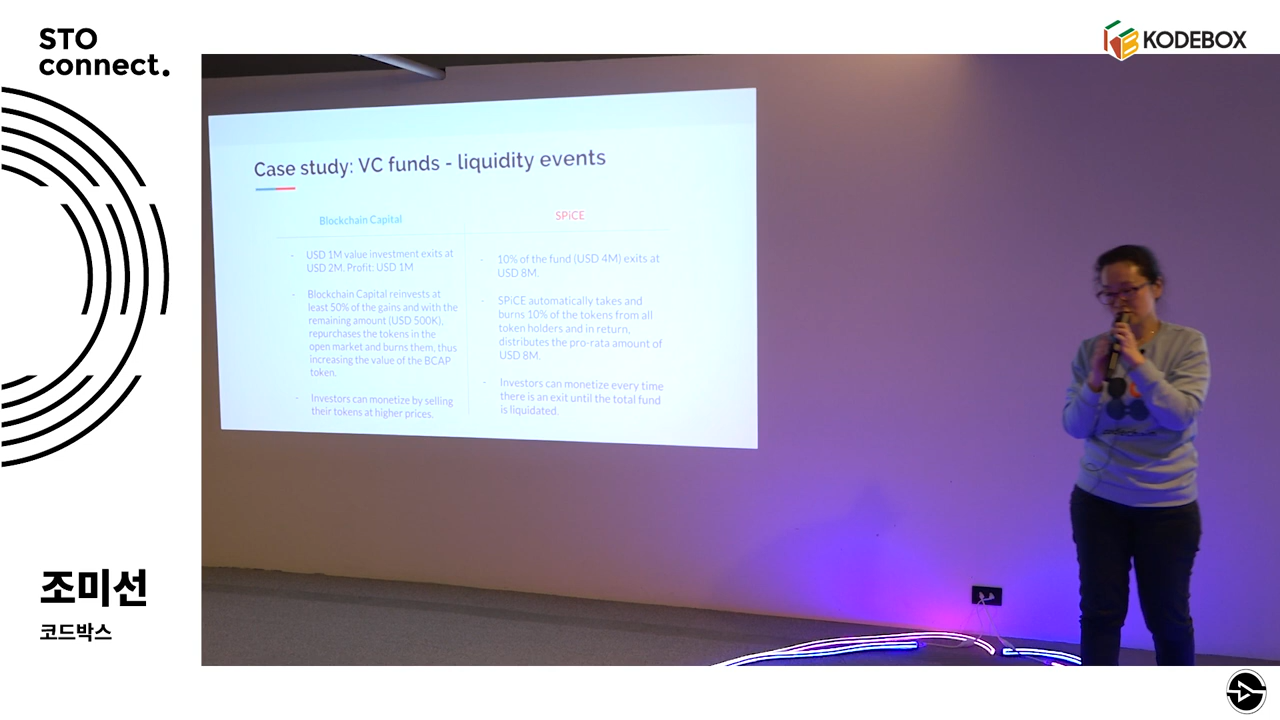 STO
connect.
KODEBOX
Case study: VC funds - liquidity events
Blockchain Capital
- USD 1M value investment exits at
USD 2M. Profit: USD 1M
- Blockchain Capital reinvests at
least 50% of the gains and with the
remaining amount (USD 500K),
repurchases the tokens in the
open market and burns them, thus
increasing the value of the BCAP
token.
- Investors can monetize by selling
their tokens at higher prices.
SPiCE
- 10% of the fund (USD 4M) exits at
USD 8M.
- SPiCE automatically takes and
burns 10% of the tokens from all
token holders and in return,
distributes the pro-rata amount of
USD 8M.
- Investors can monetize every time
there is an exit until the total fund
is liquidated.
조미선
코드박스